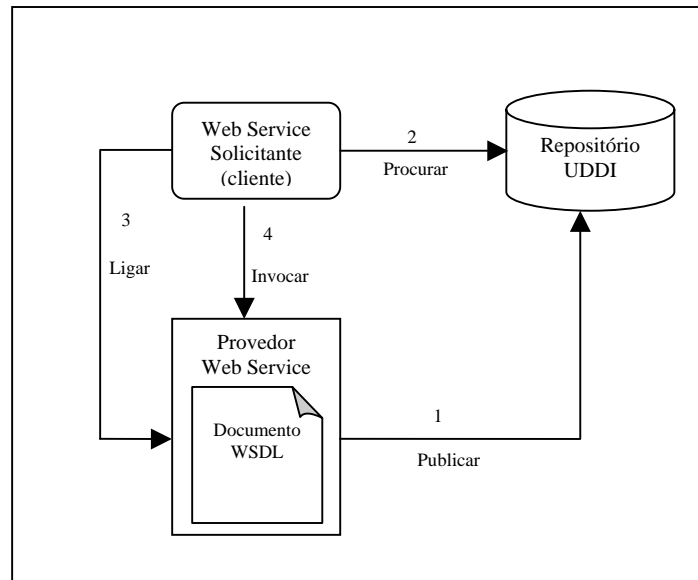 Web Service
Solicitante
(cliente)
2
Procurar
Repositório
UDDI
3
Ligar
4
Invocar
Provedor
Web Service
Documento
WSDL
1
Publicar